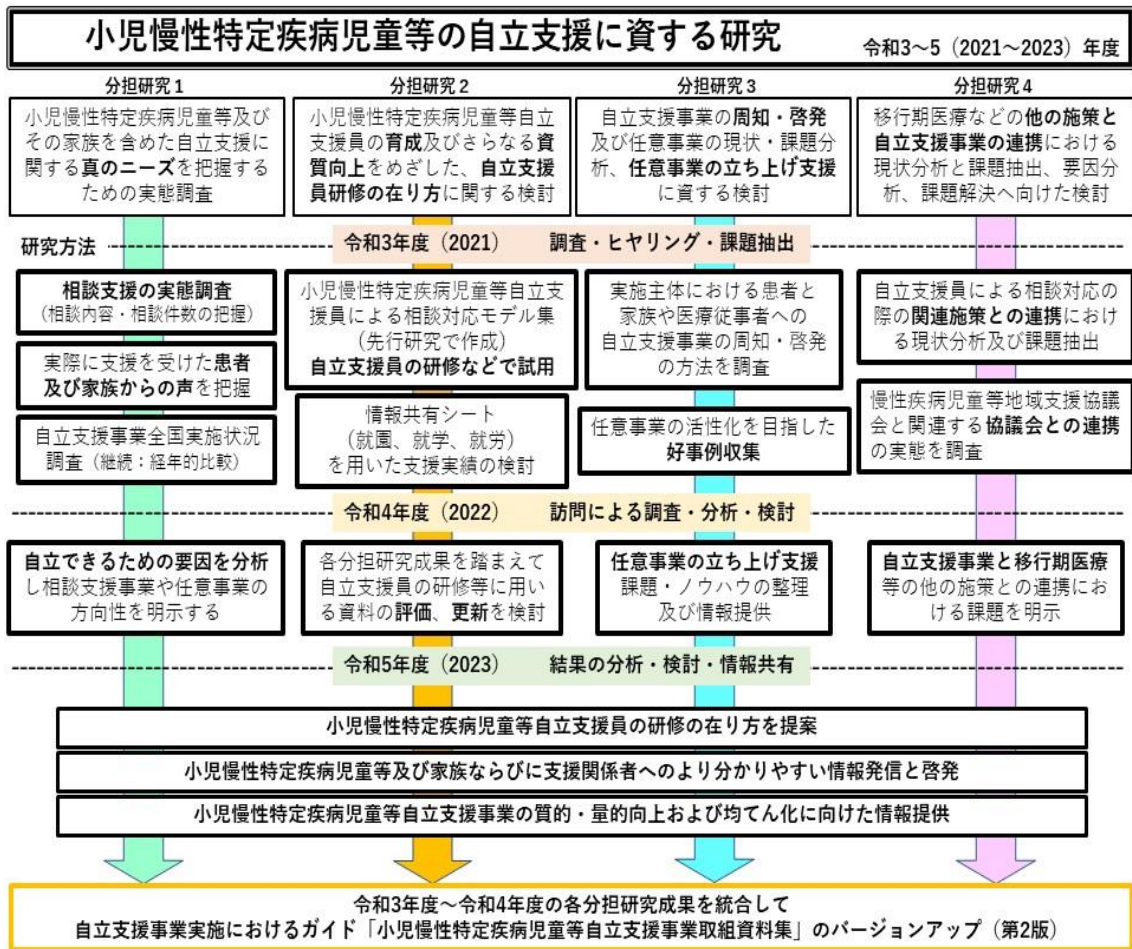 小児慢性特定疾病児童等の自立支援に資する研究
令和3～5（2021～2023）年度
分担研究1
小児慢性特定疾病児童等及び
その家族を含めた自立支援に
関する真のニーズを把握する
ための実態調査
分担研究2
小児慢性特定疾病児童等自立
支援員の育成及びさらなる資
質向上をめざした、自立支援
員研修の在り方に関する検討
分担研究3
自立支援事業の周知・啓発
及び任意事業の現状・課題分
析、任意事業の立ち上げ支援
に資する検討
分担研究4
移行期医療などの他の施策と
自立支援事業の連携における
現状分析と課題抽出、要因分
析、課題解決へ向けた検討
研究方法
令和3年度（2021）　調査・ヒヤリング・課題抽出
相談支援の実態調査
（相談内容・相談件数の把握）
実際に支援を受けた患者
及び家族からの声を把握
自立支援事業全国実施状況
調査（継続：経年的比較）
小児慢性特定疾病児童等自立支
援員による相談対応モデル集
（先行研究で作成）
自立支援員の研修などで試用
情報共有シート
（就園、就学、就労）
を用いた支援実績の検討
実施主体における患者と
家族や医療従事者への
自立支援事業の周知・啓発
の方法を調査
任意事業の活性化を目指した
好事例収集
自立支援員による相談対応の
際の関連施策との連携におけ
る現状分析及び課題抽出
慢性疾病児童等地域支援協議
会と関連する協議会との連携
の実態を調査
令和4年度（2022）　訪問による調査・分析・検討
自立できるための要因を分析
し相談支援事業や任意事業の
方向性を明示する
各分担研究成果を踏まえて
自立支援員の研修等に用い
る資料の評価、更新を検討
任意事業の立ち上げ支援
課題・ノウハウの整理
及び情報提供
自立支援事業と移行期医療
等の他の施策との連携にお
ける課題を明示
令和5年度（2023）　結果の分析・検討・情報共有
小児慢性特定疾病児童等自立支援員の研修の在り方を提案
小児慢性特定疾病児童等及び家族ならびに支援関係者へのより分かりやすい情報発信と啓発
小児慢性特定疾病児童等自立支援事業の質的・量的向上および均てん化に向けた情報提供
令和3年度～令和4年度の各分担研究成果を統合して
自立支援事業実施におけるガイド「小児慢性特定疾病児童等自立支援事業取組資料集」のバージョンアップ（第2版）